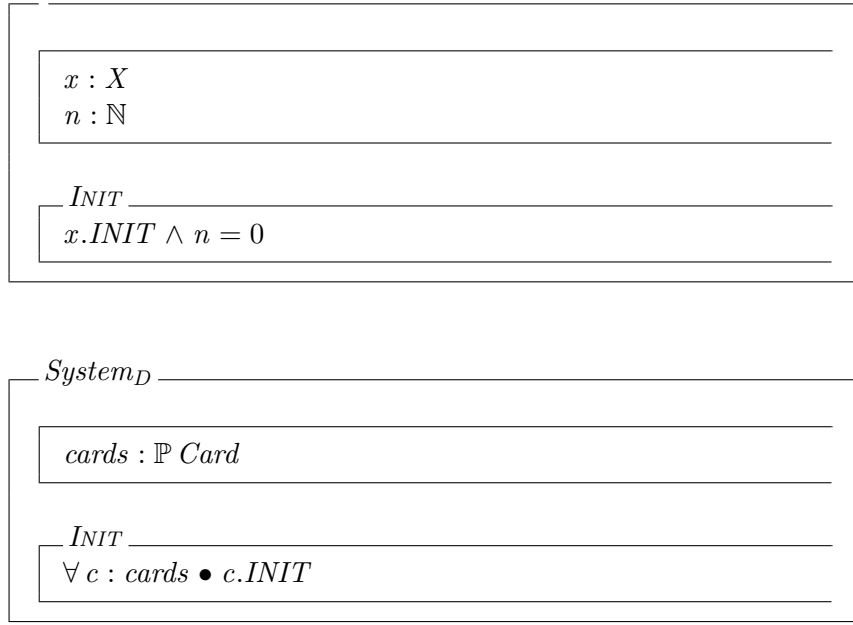 x : X
n : ℕ
INIT
x.INIT ∧ n = 0
System_D
cards : ℙ Card
INIT
∀ c : cards • c.INIT